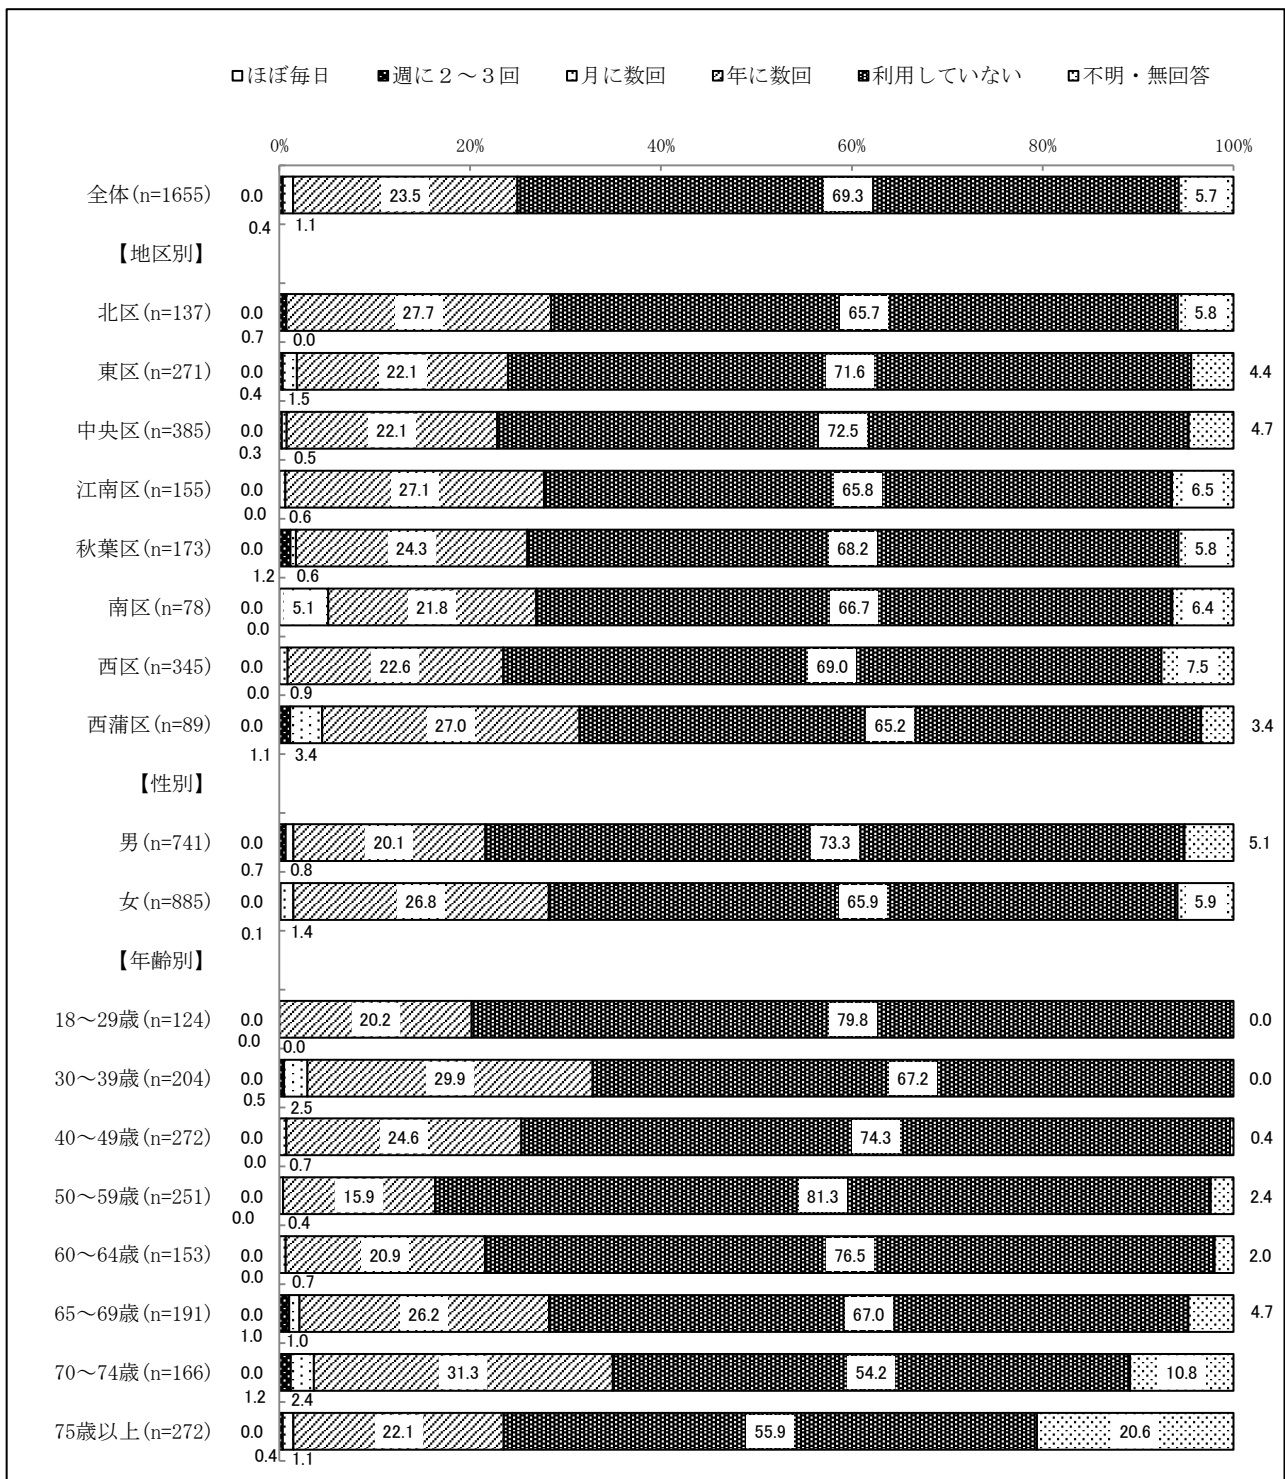 ほぼ毎日 週に２～３回 月に数回 年に数回 利用していない 不明・無回答
0% 20% 40% 60% 80% 100%
全体(n=1655) 0.0 23.5 69.3 5.7
0.4 1.1
【地区別】
北区(n=137) 0.0 27.7 65.7 5.8
0.7 0.0
東区(n=271) 0.0 22.1 71.6 4.4
0.4 1.5
中央区(n=385) 0.0 22.1 72.5 4.7
0.3 0.5
江南区(n=155) 0.0 27.1 65.8 6.5
0.0 0.6
秋葉区(n=173) 0.0 24.3 68.2 5.8
1.2 0.6
南区(n=78) 0.0 5.1 21.8 66.7 6.4
0.0
西区(n=345) 0.0 22.6 69.0 7.5
0.0 0.9
西蒲区(n=89) 0.0 27.0 65.2 3.4
1.1 3.4
【性別】
男(n=741) 0.0 20.1 73.3 5.1
0.7 0.8
女(n=885) 0.0 26.8 65.9 5.9
0.1 1.4
【年齢別】
18～29歳(n=124) 0.0 20.2 79.8 0.0
0.0 0.0
30～39歳(n=204) 0.0 29.9 67.2 0.0
0.5 2.5
40～49歳(n=272) 0.0 24.6 74.3 0.4
0.0 0.7
50～59歳(n=251) 0.0 15.9 81.3 2.4
0.0 0.4
60～64歳(n=153) 0.0 20.9 76.5 2.0
0.0 0.7
65～69歳(n=191) 0.0 26.2 67.0 4.7
1.0 1.0
70～74歳(n=166) 0.0 31.3 54.2 10.8
1.2 2.4
75歳以上(n=272) 0.0 22.1 55.9 20.6
0.4 1.1